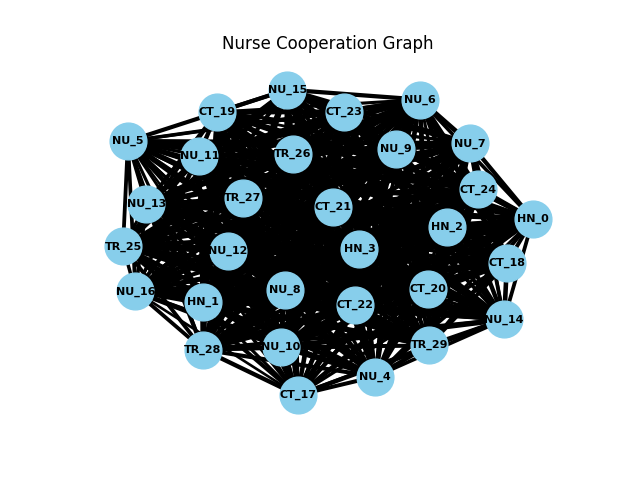 Nurse Cooperation Graph
NU_15
NU_6
CT_19
CT_23
NU_5
NU_7
NU_9
TR_26
NU_11
CT_24
TR_27
NU_13
CT_21
HN_0
HN_2
TR_25
HN_3
NU_12
CT_18
CT_20
NU_8
NU_16
HN_1
CT_22
NU_14
TR_29
NU_10
TR_28
NU_4
CT_17